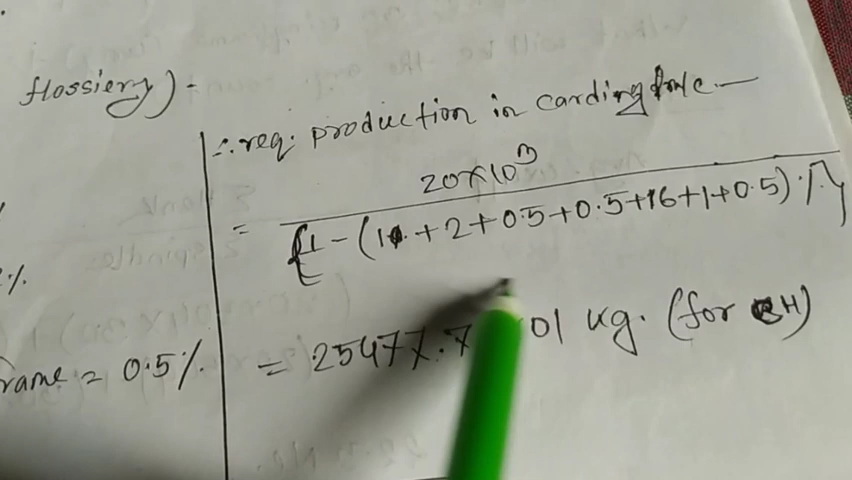 Hossiery) -
∴ req. production in carding m/c —
20×10³
= {1 - (1 + 2 + 0.5 + 0.5 + 16 + 1 + 0.5) %}
= 25477.7 01 kg. (for CH)
%
rame = 0.5%